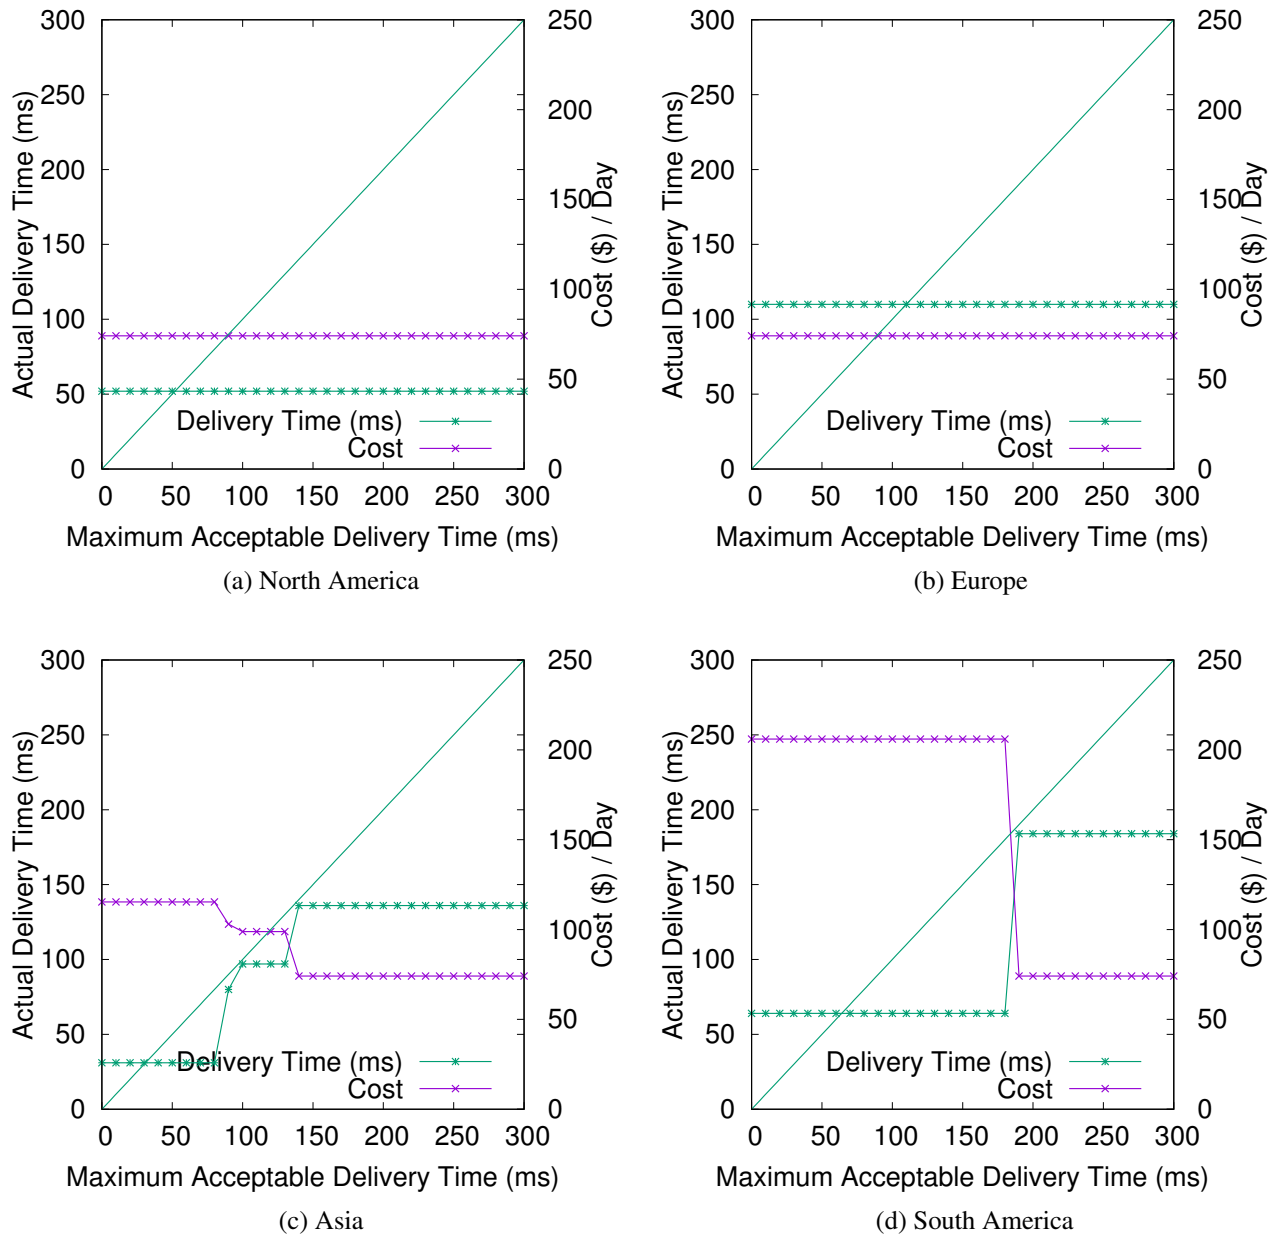 300
250
200
150
100
50
0
Actual Delivery Time (ms)
250
200
150
100
50
0
Cost ($) / Day
Delivery Time (ms)
Cost
0 50 100 150 200 250 300
Maximum Acceptable Delivery Time (ms)
(a) North America
300
250
200
150
100
50
0
Actual Delivery Time (ms)
250
200
150
100
50
0
Cost ($) / Day
Delivery Time (ms)
Cost
0 50 100 150 200 250 300
Maximum Acceptable Delivery Time (ms)
(b) Europe
300
250
200
150
100
50
0
Actual Delivery Time (ms)
250
200
150
100
50
0
Cost ($) / Day
Delivery Time (ms)
Cost
0 50 100 150 200 250 300
Maximum Acceptable Delivery Time (ms)
(c) Asia
300
250
200
150
100
50
0
Actual Delivery Time (ms)
250
200
150
100
50
0
Cost ($) / Day
Delivery Time (ms)
Cost
0 50 100 150 200 250 300
Maximum Acceptable Delivery Time (ms)
(d) South America